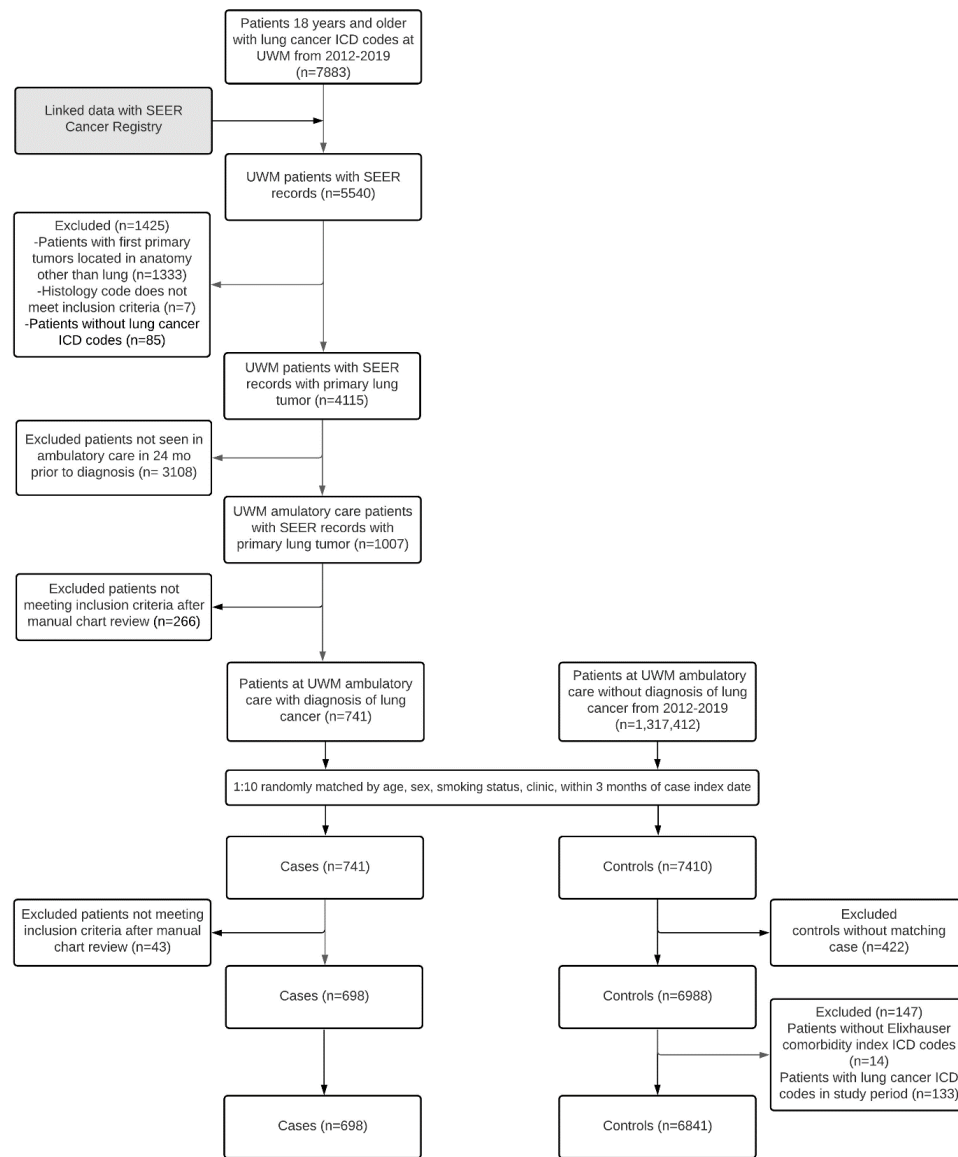 Patients 18 years and older
with lung cancer ICD codes at
UWM from 2012-2019
(n=7883)
Linked data with SEER
Cancer Registry
UWM patients with SEER
records (n=5540)
Excluded (n=1425)
-Patients with first primary
tumors located in anatomy
other than lung (n=1333)
-Histology code does not
meet inclusion criteria (n=7)
-Patients without lung cancer
ICD codes (n=85)
UWM patients with SEER
records with primary lung
tumor (n=4115)
Excluded patients not seen in
ambulatory care in 24 mo
prior to diagnosis (n= 3108)
UWM amulatory care patients
with SEER records with
primary lung tumor (n=1007)
Excluded patients not
meeting inclusion criteria after
manual chart review (n=266)
Patients at UWM ambulatory
care with diagnosis of lung
cancer (n=741)
Patients at UWM ambulatory
care without diagnosis of lung
cancer from 2012-2019
(n=1,317,412)
1:10 randomly matched by age, sex, smoking status, clinic, within 3 months of case index date
Cases (n=741)
Controls (n=7410)
Excluded patients not meeting
inclusion criteria after manual
chart review (n=43)
Excluded
controls without matching
case (n=422)
Cases (n=698)
Controls (n=6988)
Excluded (n=147)
Patients without Elixhauser
comorbidity index ICD codes
(n=14)
Patients with lung cancer ICD
codes in study period (n=133)
Cases (n=698)
Controls (n=6841)